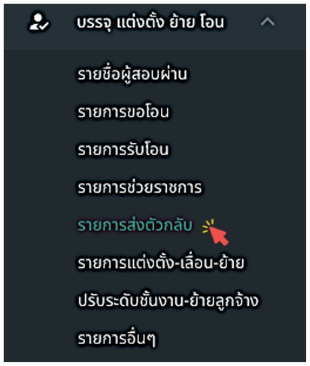 บรรจุ แต่งตั้ง ย้าย โอน
รายชื่อผู้สอบผ่าน
รายการขอโอน
รายการรับโอน
รายการช่วยราชการ
รายการส่งตัวกลับ
รายการแต่งตั้ง-เลื่อน-ย้าย
ปรับระดับชั้นงาน-ย้ายลูกจ้าง
รายการอื่นๆ